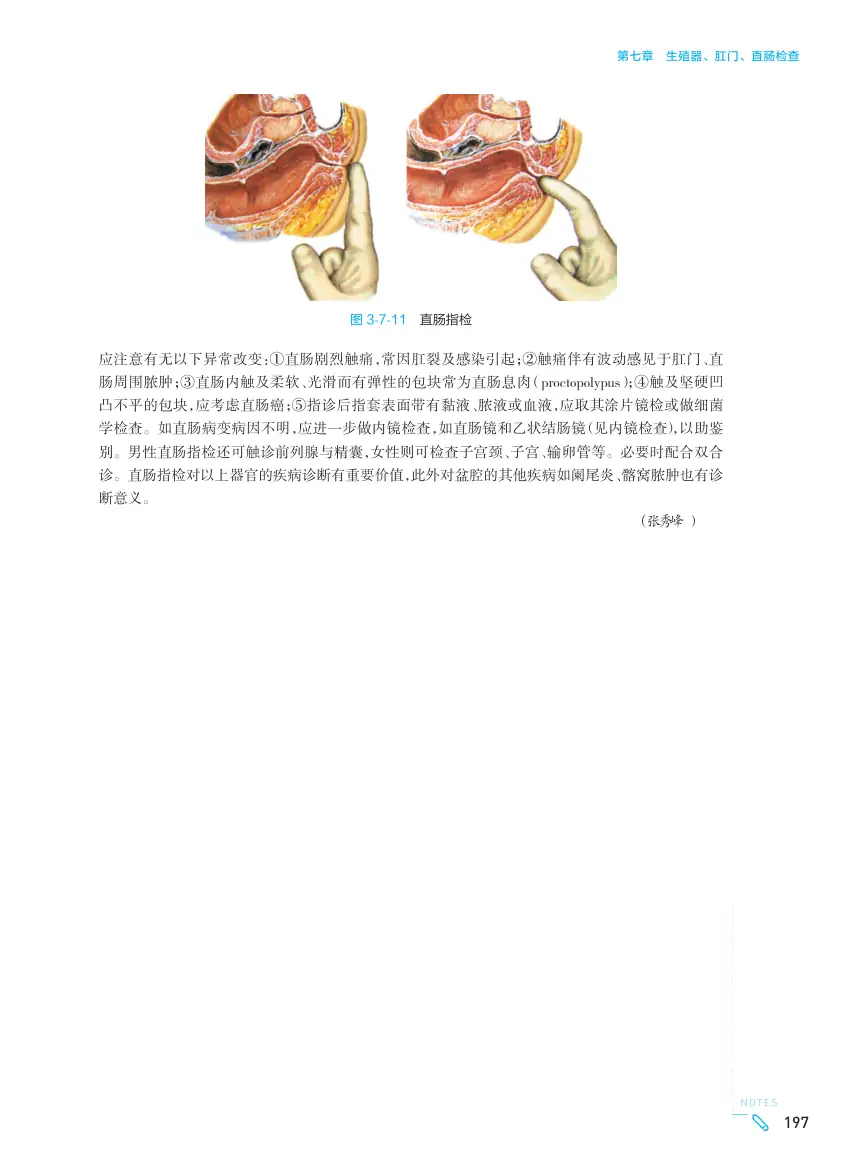 第七章 生殖器、肛门、直肠检查
图 3-7-11 直肠指检
应注意有无以下异常改变:①直肠剧烈触痛,常因肛裂及感染引起;②触痛伴有波动感见于肛门、直
肠周围脓肿;③直肠内触及柔软、光滑而有弹性的包块常为直肠息肉(proctopolypus);④触及坚硬凹
凸不平的包块,应考虑直肠癌;⑤指诊后指套表面带有黏液、脓液或血液,应取其涂片镜检或做细菌
学检查。如直肠病变病因不明,应进一步做内镜检查,如直肠镜和乙状结肠镜(见内镜检查),以助鉴
别。男性直肠指检还可触诊前列腺与精囊,女性则可检查子宫颈、子宫、输卵管等。必要时配合双合
诊。直肠指检对以上器官的疾病诊断有重要价值,此外对盆腔的其他疾病如阑尾炎、髂窝脓肿也有诊
断意义。
(张秀峰 )
NOTES
197